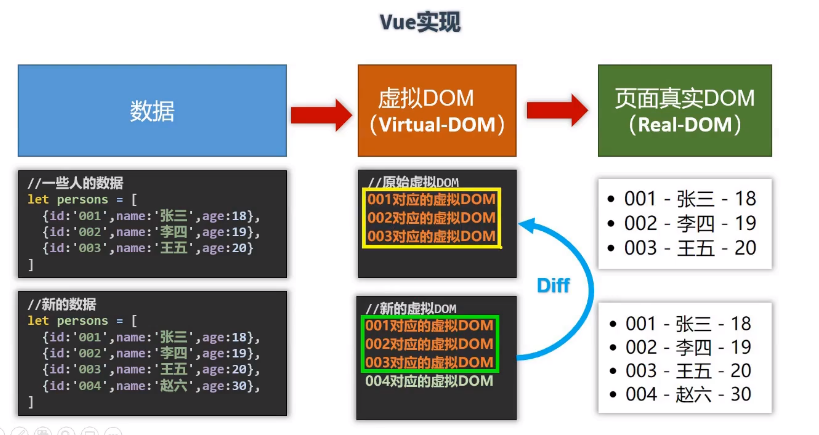 Vue实现
数据
虚拟DOM
（Virtual-DOM）
页面真实DOM
（Real-DOM）
//一些人的数据
let persons = [
{id:'001',name:'张三',age:18},
{id:'002',name:'李四',age:19},
{id:'003',name:'王五',age:20}
]
//原始虚拟DOM
001对应的虚拟DOM
002对应的虚拟DOM
003对应的虚拟DOM
• 001 - 张三 - 18
• 002 - 李四 - 19
• 003 - 王五 - 20
Diff
//新的数据
let persons = [
{id:'001',name:'张三',age:18},
{id:'002',name:'李四',age:19},
{id:'003',name:'王五',age:20},
{id:'004',name:'赵六',age:30},
]
//新的虚拟DOM
001对应的虚拟DOM
002对应的虚拟DOM
003对应的虚拟DOM
004对应的虚拟DOM
• 001 - 张三 - 18
• 002 - 李四 - 19
• 003 - 王五 - 20
• 004 - 赵六 - 30